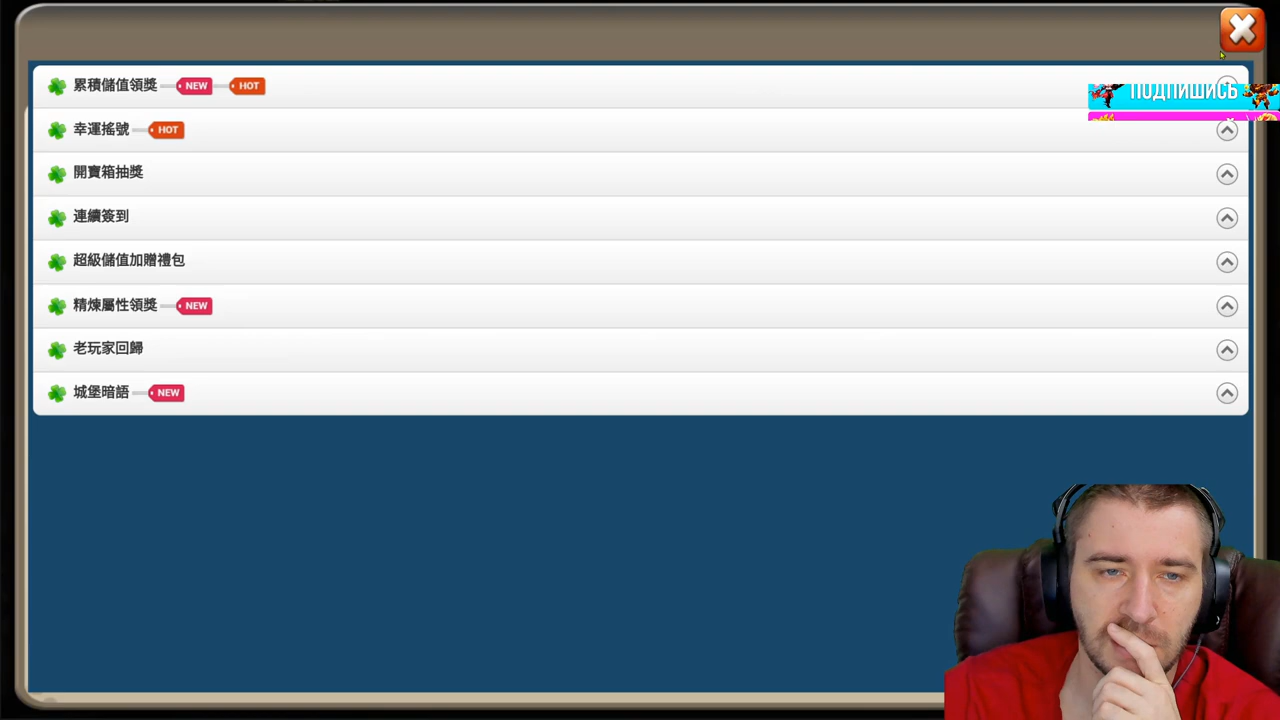 累積儲值領獎 NEW HOT
ПОДПИШИСЬ
幸運搖號 HOT
開寶箱抽獎
連續簽到
超級儲值加贈禮包
精煉屬性領獎 NEW
老玩家回歸
城堡暗語 NEW